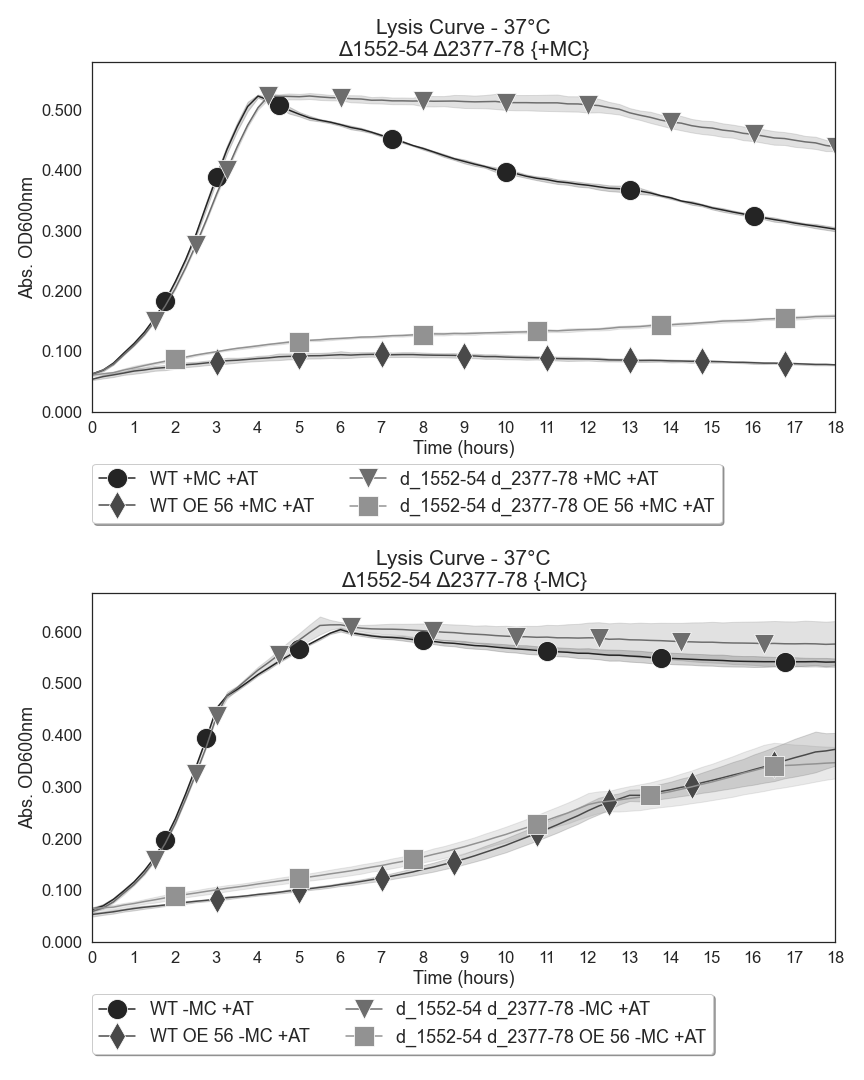 Lysis Curve - 37°C
Δ1552-54 Δ2377-78 {+MC}
Abs. OD600nm
0.500
0.400
0.300
0.200
0.100
0.000
0 1 2 3 4 5 6 7 8 9 10 11 12 13 14 15 16 17 18
Time (hours)
WT +MC +AT
WT OE 56 +MC +AT
d_1552-54 d_2377-78 +MC +AT
d_1552-54 d_2377-78 OE 56 +MC +AT
Lysis Curve - 37°C
Δ1552-54 Δ2377-78 {-MC}
Abs. OD600nm
0.600
0.500
0.400
0.300
0.200
0.100
0.000
0 1 2 3 4 5 6 7 8 9 10 11 12 13 14 15 16 17 18
Time (hours)
WT -MC +AT
WT OE 56 -MC +AT
d_1552-54 d_2377-78 -MC +AT
d_1552-54 d_2377-78 OE 56 -MC +AT